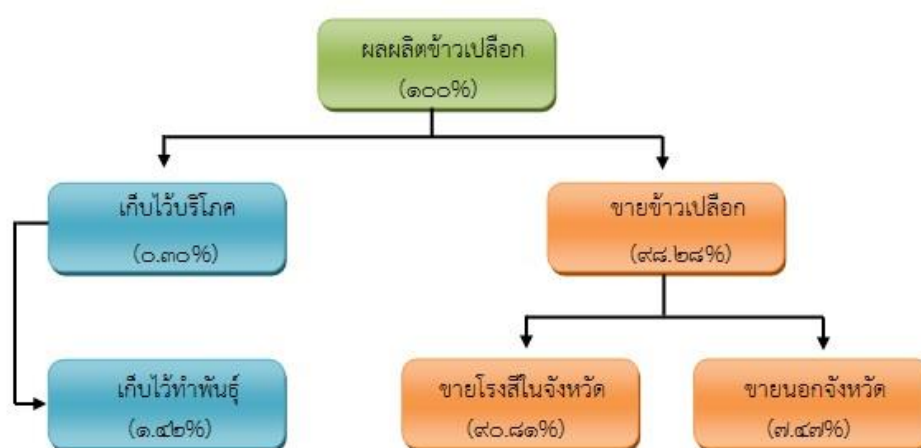 ผลผลิตข้าวเปลือก
(๑๐๐%)
เก็บไว้บริโภค
(๐.๓๐%)
ขายข้าวเปลือก
(๙๘.๒๘%)
เก็บไว้ทำพันธุ์
(๑.๔๒%)
ขายโรงสีในจังหวัด
(๙๐.๘๑%)
ขายนอกจังหวัด
(๗.๔๗%)